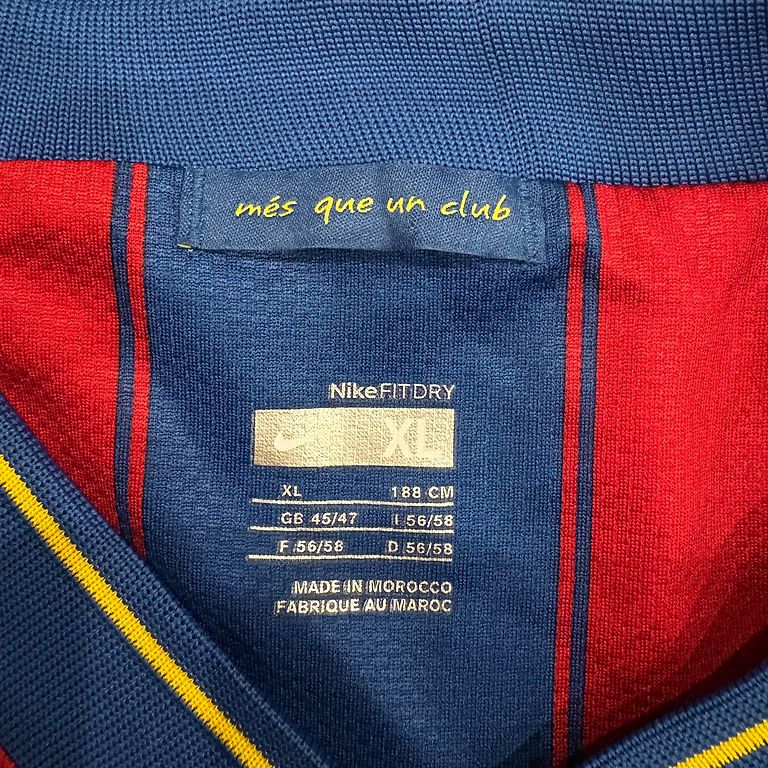 més que un club
NikeFITDRY
XL
XL 188 CM
GB 45/47 I 56/58
F 56/58 D 56/58
MADE IN MOROCCO
FABRIQUE AU MAROC